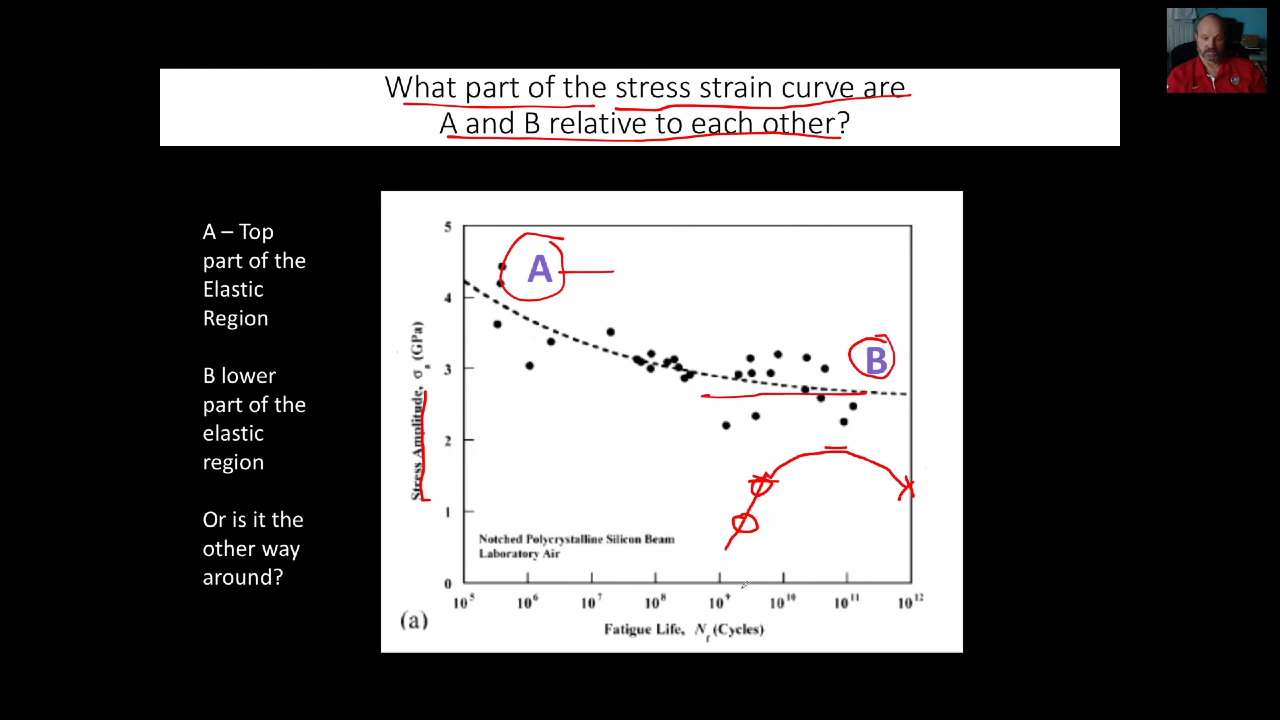 What part of the stress strain curve are
A and B relative to each other?
A – Top
part of the
Elastic
Region
B lower
part of the
elastic
region
Or is it the
other way
around?
A
B
Stress Amplitude, σa (GPa)
5
4
3
2
1
0
Notched Polycrystalline Silicon Beam
Laboratory Air
10^5 10^6 10^7 10^8 10^9 10^10 10^11 10^12
(a)
Fatigue Life, Nf (Cycles)